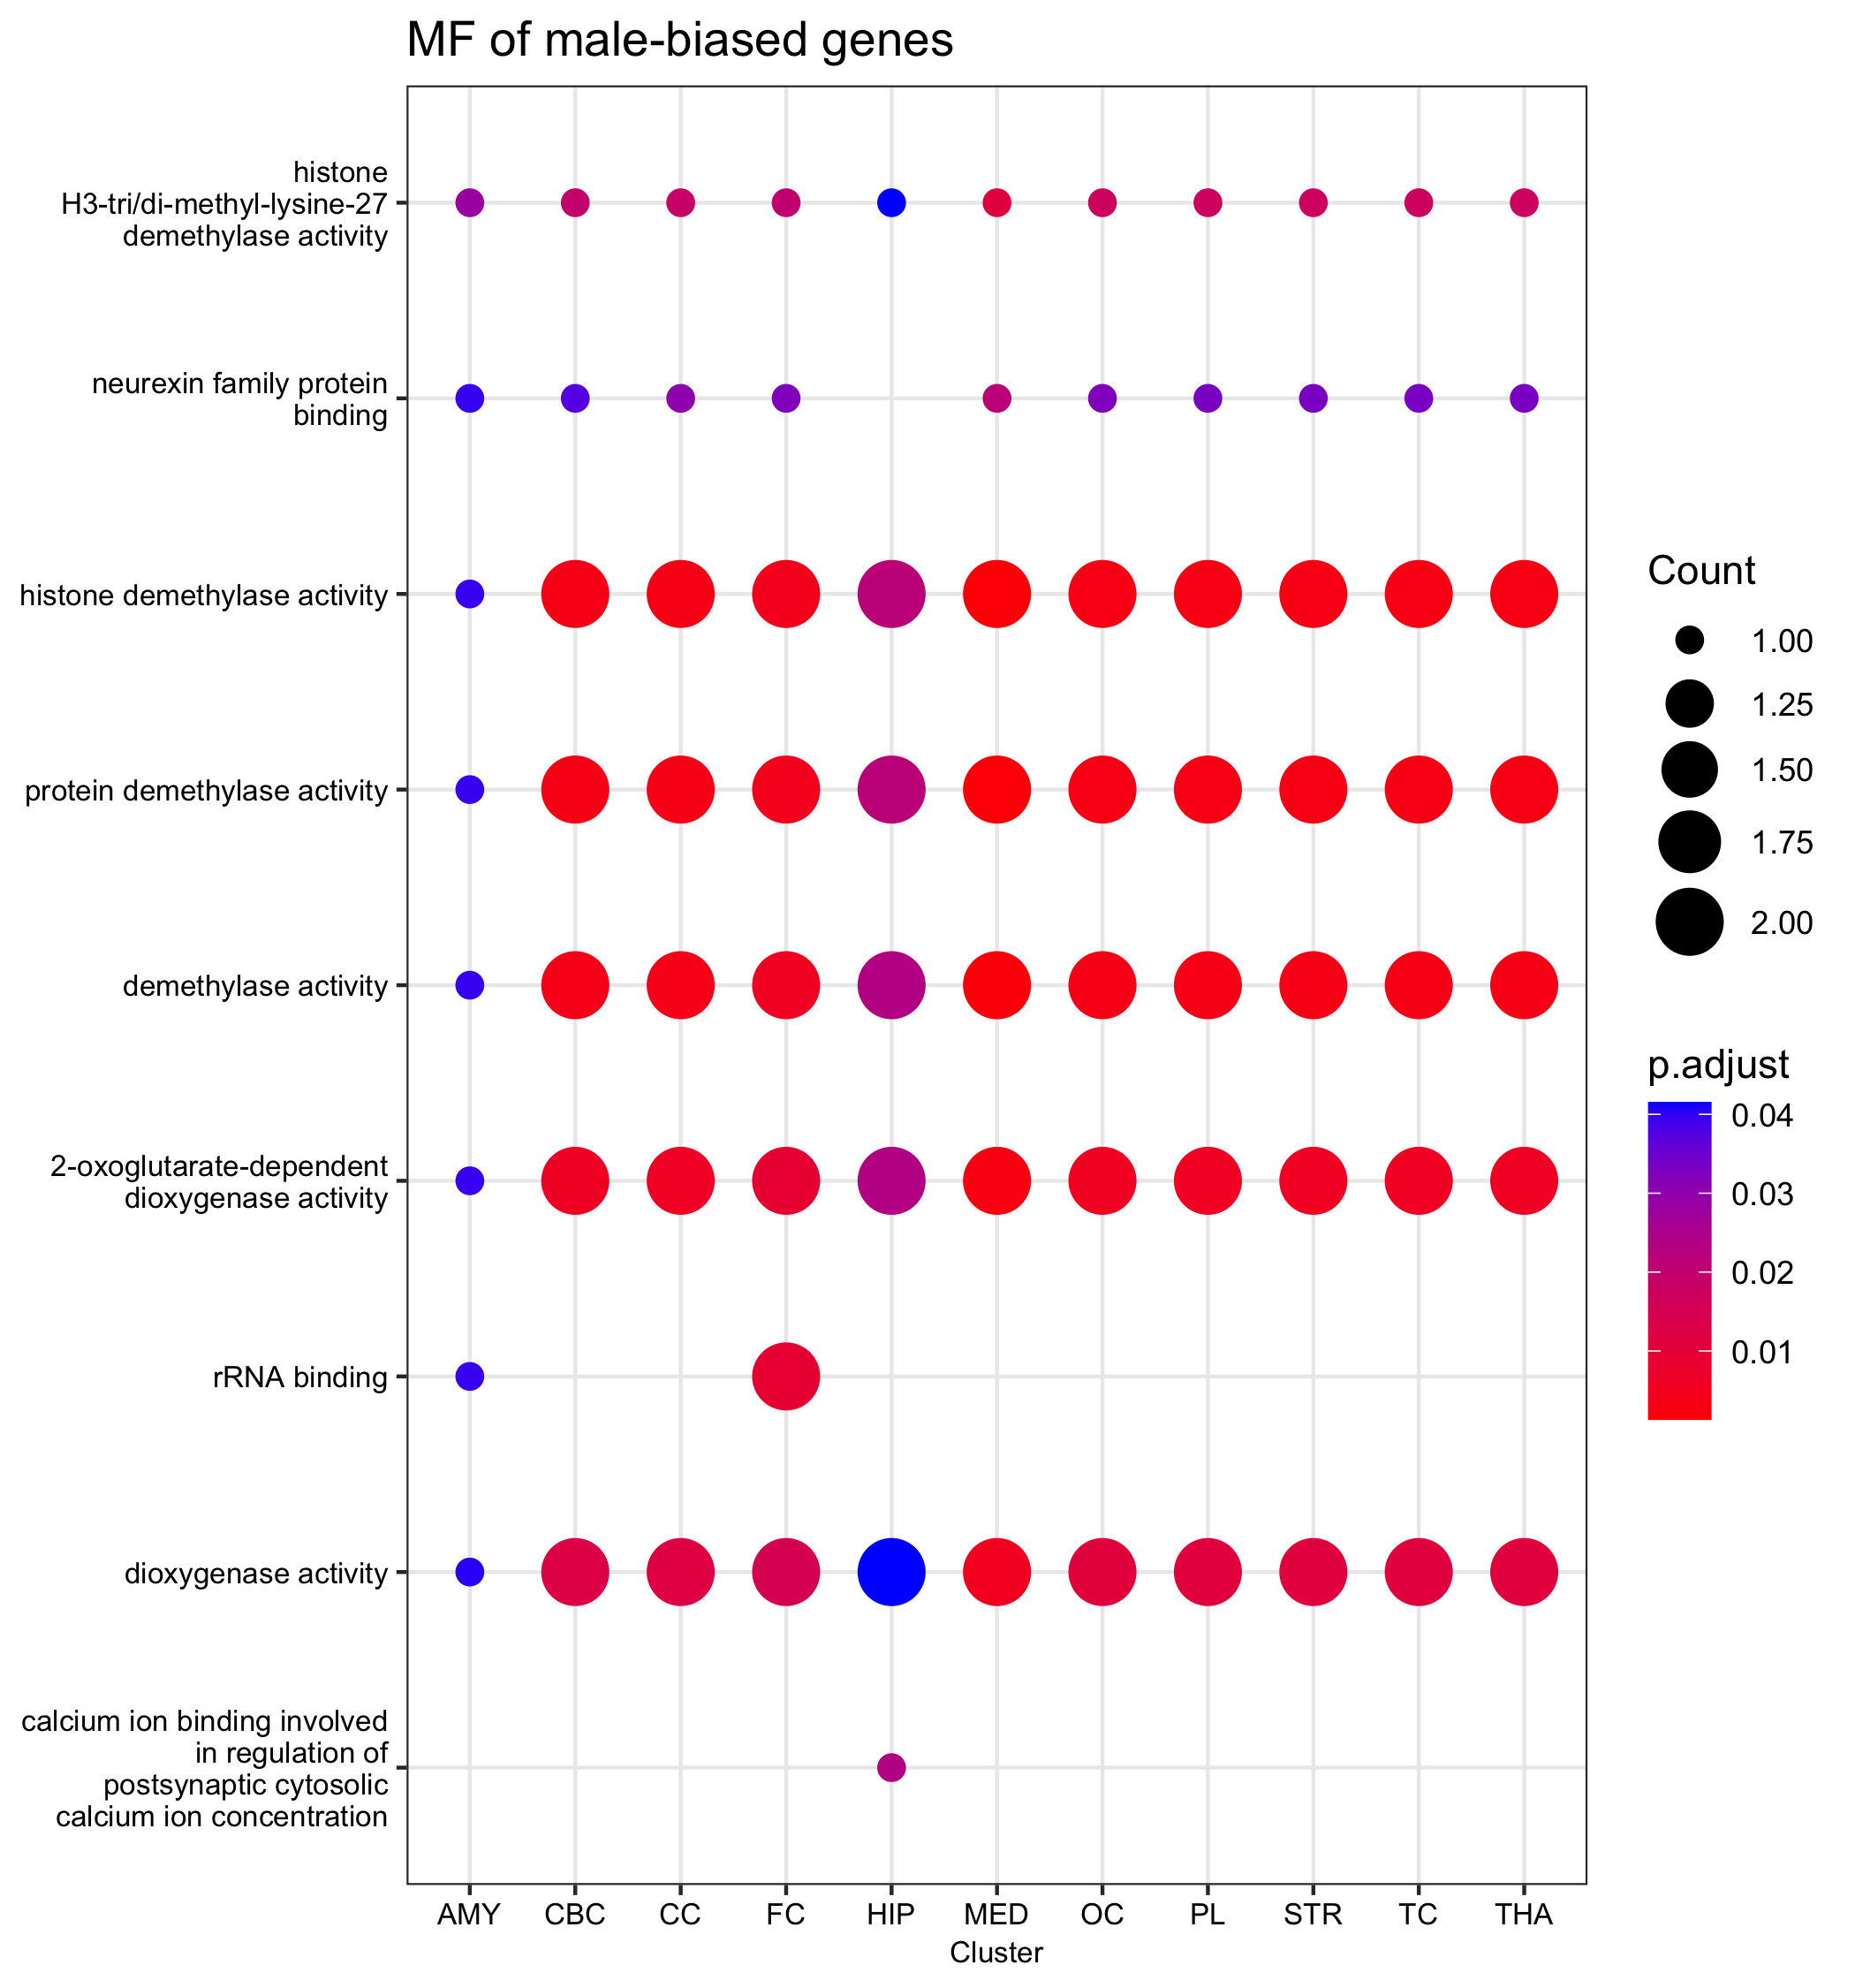 MF of male-biased genes
histone
H3-tri/di-methyl-lysine-27
demethylase activity
neurexin family protein
binding
histone demethylase activity
protein demethylase activity
demethylase activity
2-oxoglutarate-dependent
dioxygenase activity
rRNA binding
dioxygenase activity
calcium ion binding involved
in regulation of
postsynaptic cytosolic
calcium ion concentration
AMY CBC CC FC HIP MED OC PL STR TC THA
Cluster
Count
1.00
1.25
1.50
1.75
2.00
p.adjust
0.04
0.03
0.02
0.01